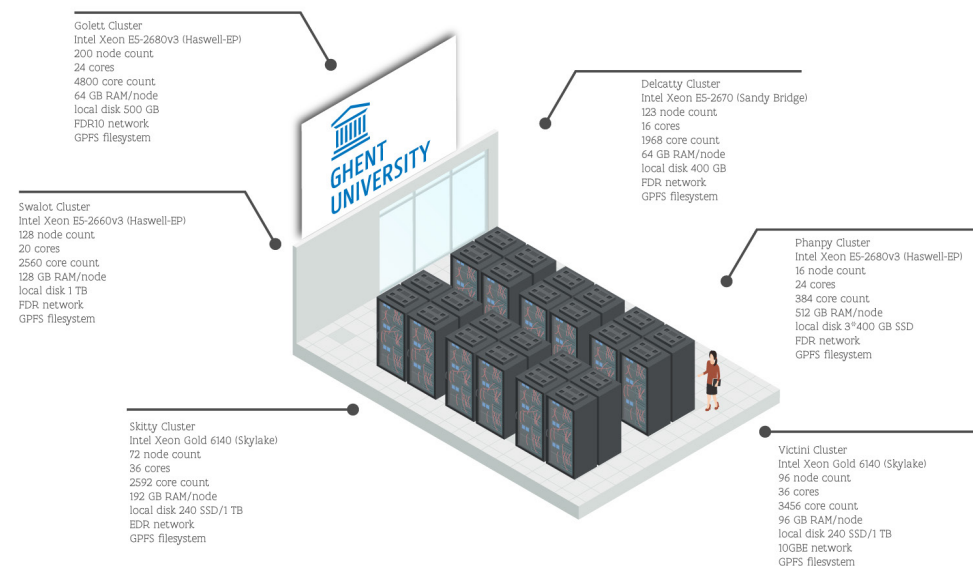 Golett Cluster
Intel Xeon E5-2680v3 (Haswell-EP)
200 node count
24 cores
4800 core count
64 GB RAM/node
local disk 500 GB
FDR10 network
GPFS filesystem
Delcatty Cluster
Intel Xeon E5-2670 (Sandy Bridge)
123 node count
16 cores
1968 core count
64 GB RAM/node
local disk 400 GB
FDR network
GPFS filesystem
GHENT
UNIVERSITY
Swalot Cluster
Intel Xeon E5-2660v3 (Haswell-EP)
128 node count
20 cores
2560 core count
128 GB RAM/node
local disk 1 TB
FDR network
GPFS filesystem
Phanpy Cluster
Intel Xeon E5-2680v3 (Haswell-EP)
16 node count
24 cores
384 core count
512 GB RAM/node
local disk 3*400 GB SSD
FDR network
GPFS filesystem
Skitty Cluster
Intel Xeon Gold 6140 (Skylake)
72 node count
36 cores
2592 core count
192 GB RAM/node
local disk 240 SSD/1 TB
EDR network
GPFS filesystem
Victini Cluster
Intel Xeon Gold 6140 (Skylake)
96 node count
36 cores
3456 core count
96 GB RAM/node
local disk 240 SSD/1 TB
10GBE network
GPFS filesystem